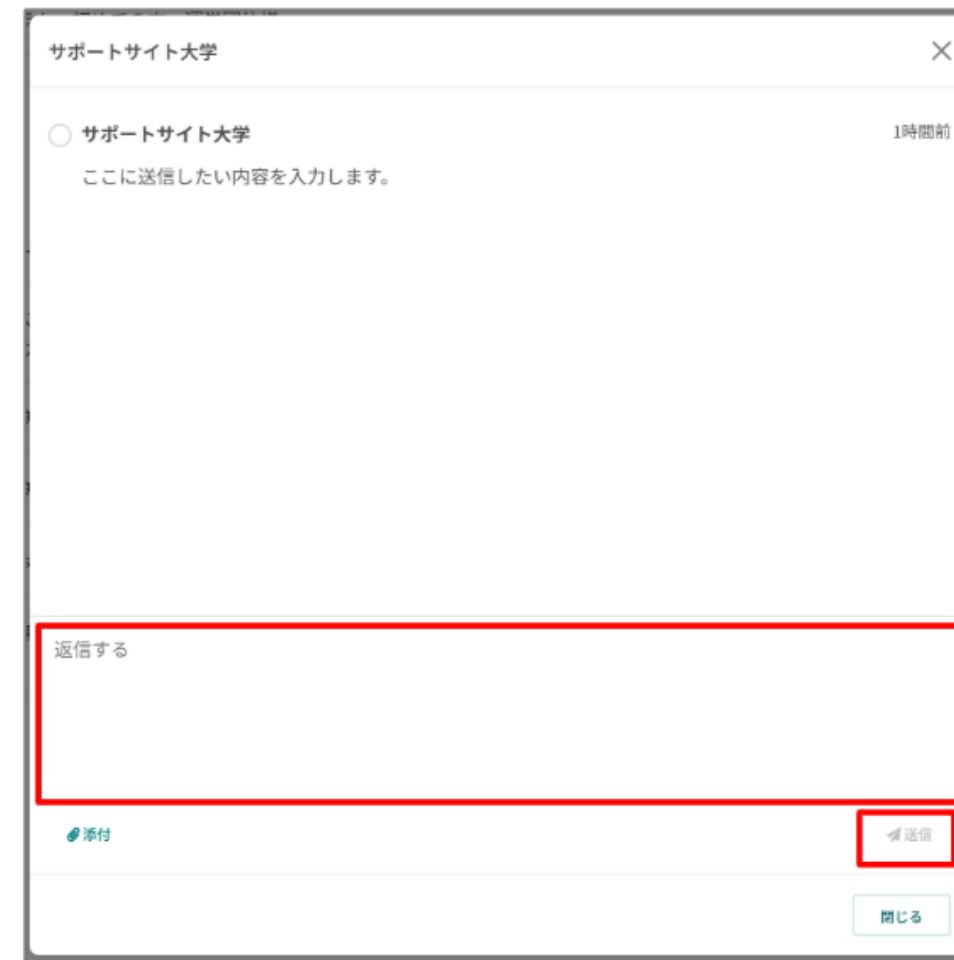 サポートサイト大学
サポートサイト大学
1時間前
ここに送信したい内容を入力します。
返信する
添付
送信
閉じる